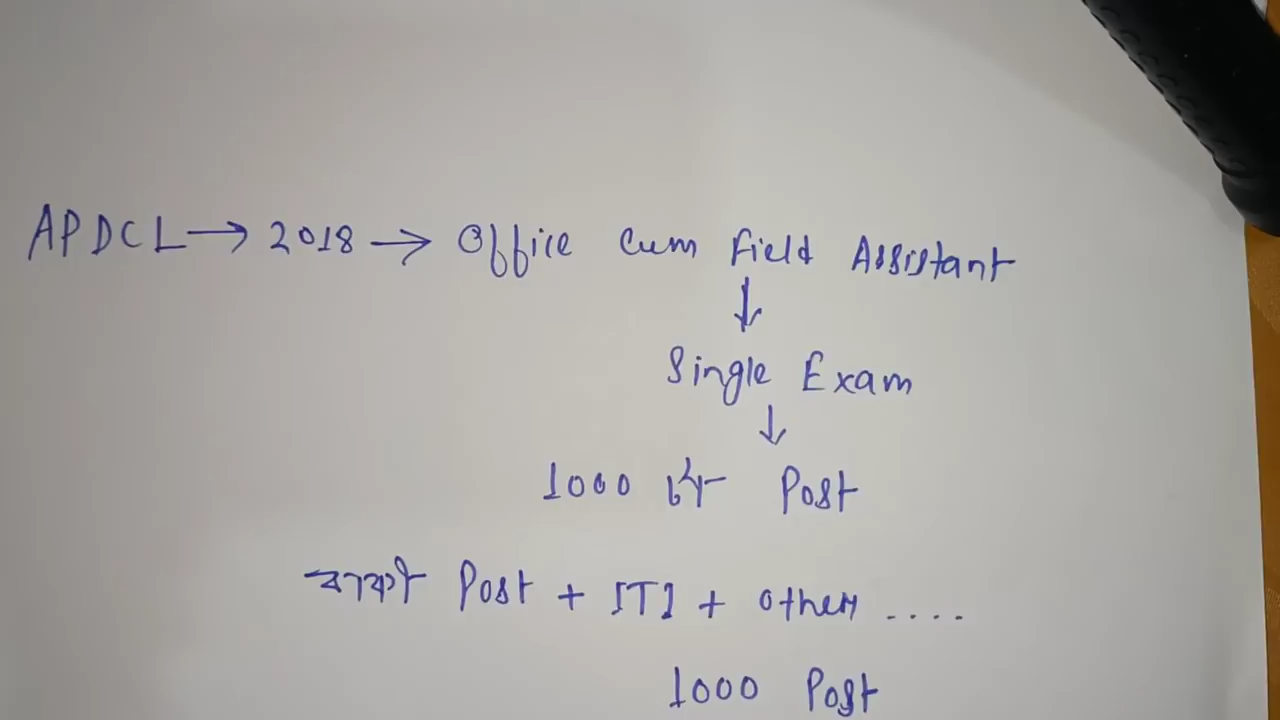 APDCL → 2018 → Office Cum Field Assistant
↓
Single Exam
↓
1000 টা Post
বাকী Post + ITI + Other ....
1000 Post